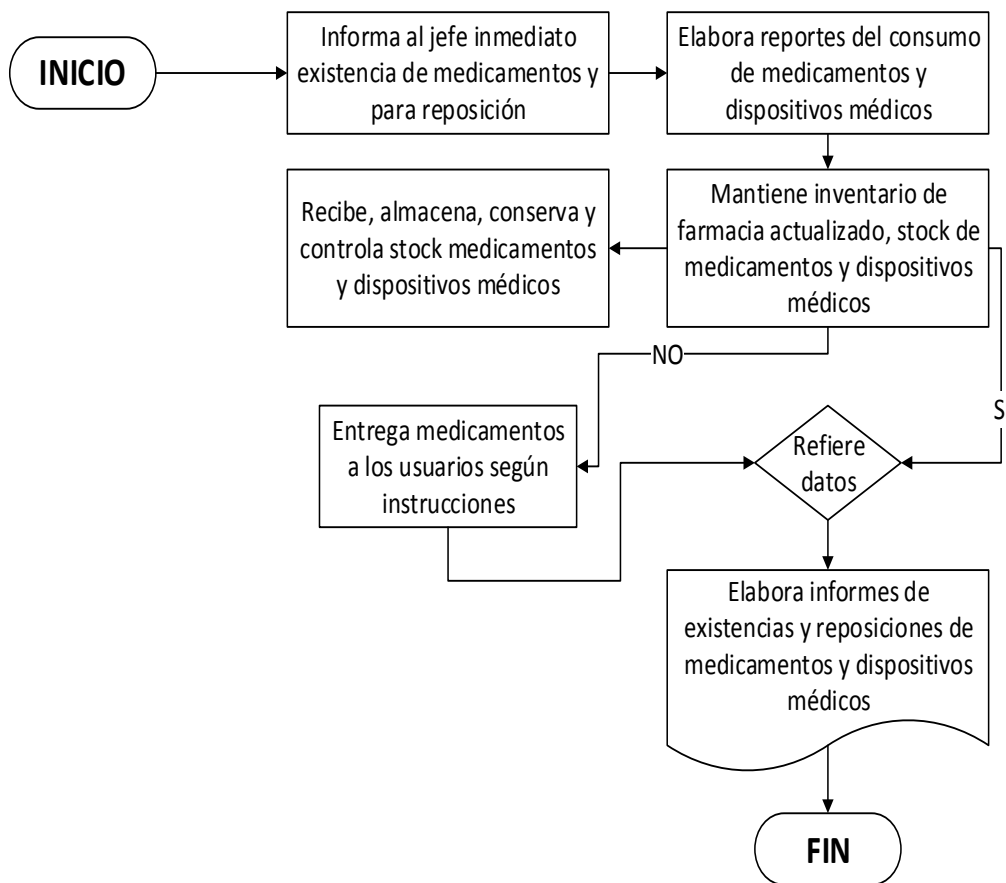 INICIO
Informa al jefe inmediato
existencia de medicamentos y
para reposición
Elabora reportes del consumo
de medicamentos y
dispositivos médicos
Recibe, almacena, conserva y
controla stock medicamentos
y dispositivos médicos
Mantiene inventario de
farmacia actualizado, stock de
medicamentos y dispositivos
médicos
NO
S
Entrega medicamentos
a los usuarios según
instrucciones
Refiere
datos
Elabora informes de
existencias y reposiciones de
medicamentos y dispositivos
médicos
FIN